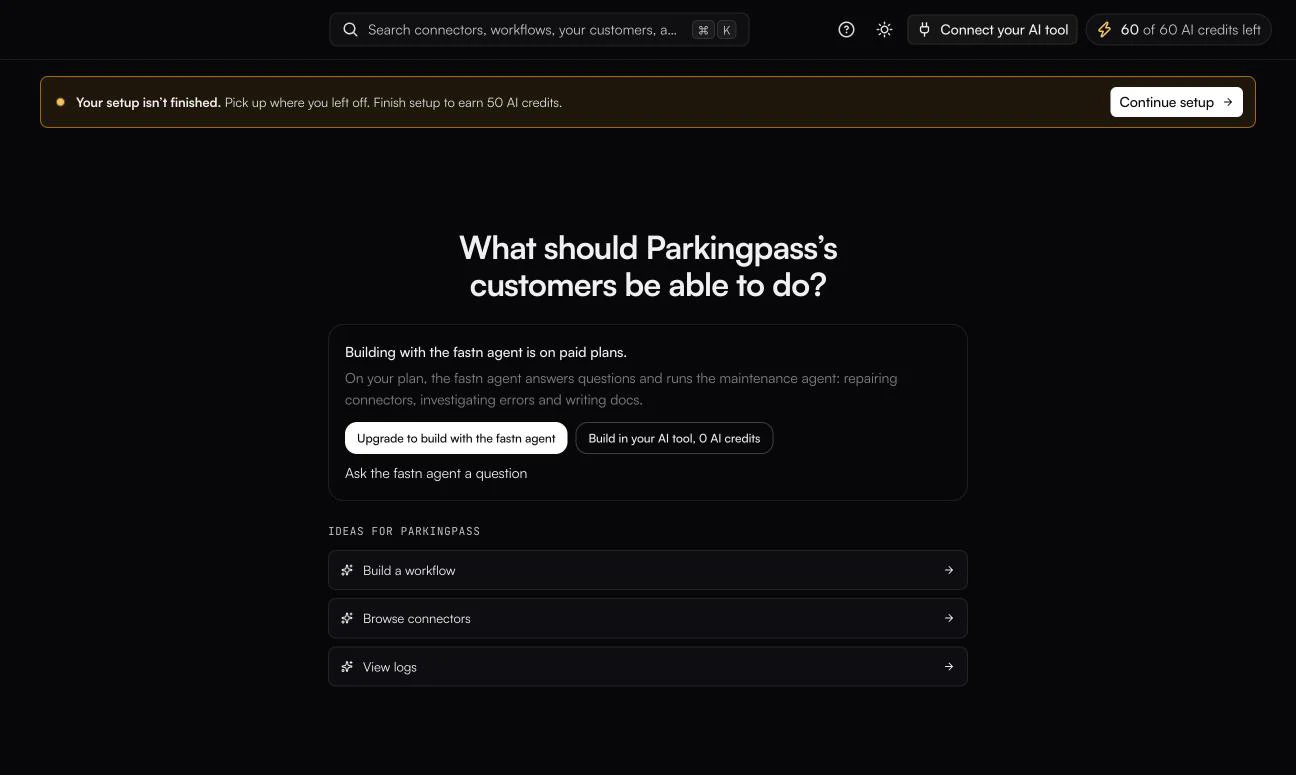 Search connectors, workflows, your customers, a... ⌘ K
Connect your AI tool
60 of 60 AI credits left
Your setup isn’t finished. Pick up where you left off. Finish setup to earn 50 AI credits.
Continue setup →
What should Parkingpass’s
customers be able to do?
Building with the fastn agent is on paid plans.
On your plan, the fastn agent answers questions and runs the maintenance agent: repairing
connectors, investigating errors and writing docs.
Upgrade to build with the fastn agent
Build in your AI tool, 0 AI credits
Ask the fastn agent a question
IDEAS FOR PARKINGPASS
Build a workflow →
Browse connectors →
View logs →